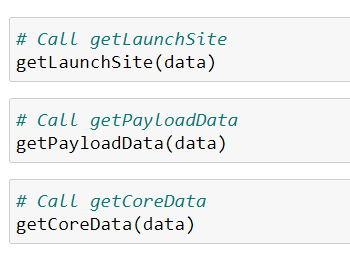 # Call getLaunchSite
getLaunchSite(data)
# Call getPayloadData
getPayloadData(data)
# Call getCoreData
getCoreData(data)